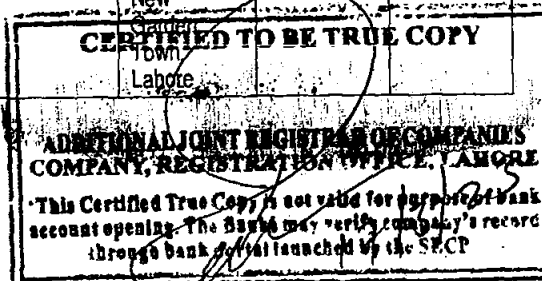 New
Garden
Town
Lahore
CERTIFIED TO BE TRUE COPY
ADDITIONAL JOINT REGISTRAR OF COMPANIES
COMPANY, REGISTRATION OFFICE, LAHORE
"This Certified True Copy is not valid for purpose of bank
account opening. The Banks may verify company's record
through bank portal launched by the SECP